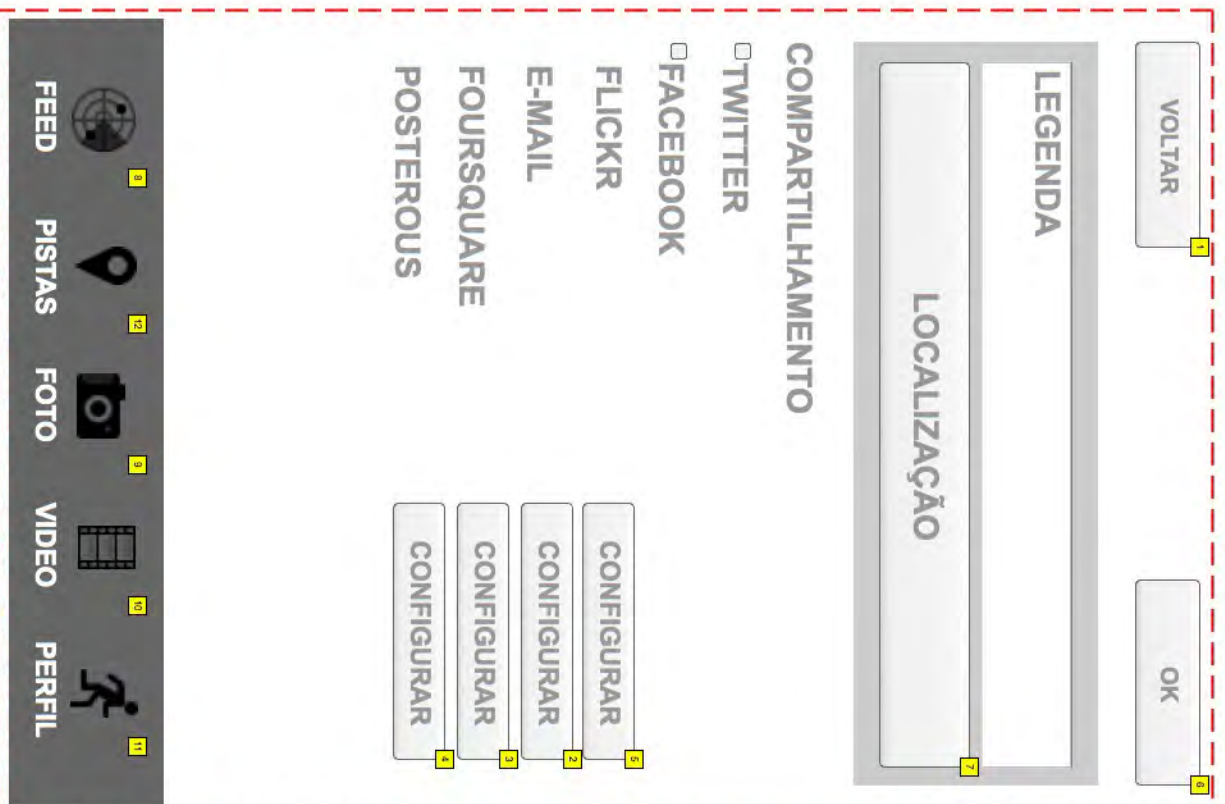 VOLTAR
1
OK
6
LEGENDA
LOCALIZAÇÃO
7
COMPARTILHAMENTO
TWITTER
FACEBOOK
FLICKR
CONFIGURAR
5
E-MAIL
CONFIGURAR
2
FOURSQUARE
CONFIGURAR
3
POSTEROUS
CONFIGURAR
4
8
12
9
10
11
FEED
PISTAS
FOTO
VIDEO
PERFIL